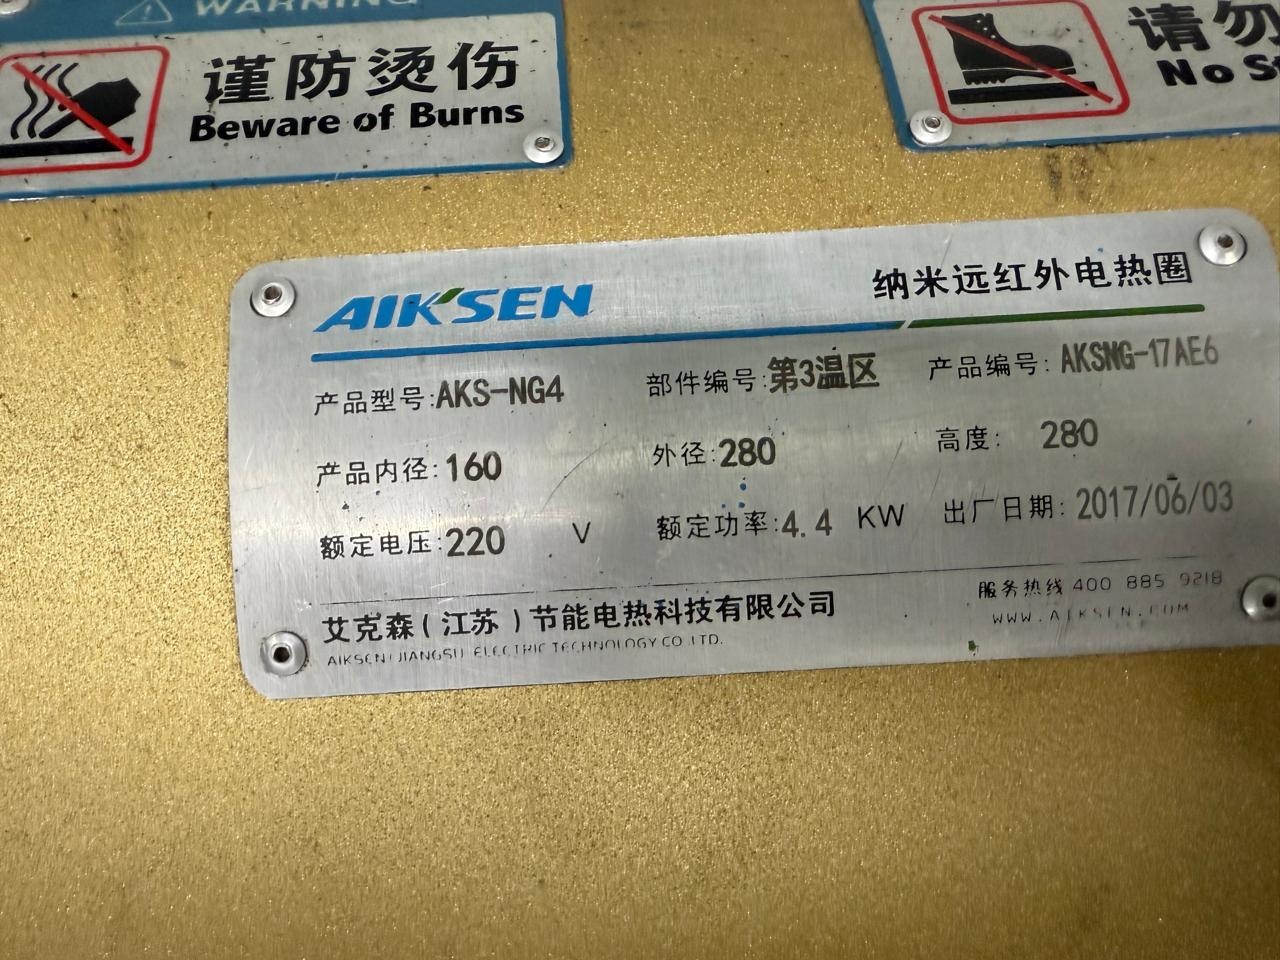 WARNING
谨防烫伤
Beware of Burns
请勿
No St
AIKSEN
纳米远红外电热圈
产品型号:AKS-NG4 部件编号:第3温区 产品编号: AKSNG-17AE6
产品内径:160 外径:280 高度: 280
额定电压:220 V 额定功率:4.4 KW 出厂日期: 2017/06/03
艾克森(江苏)节能电热科技有限公司
AIKSEN(JIANGSU ELECTRIC TECHNOLOGY CO.LTD.
服务热线 400 885 9218
WWW.AIKSEN.COM